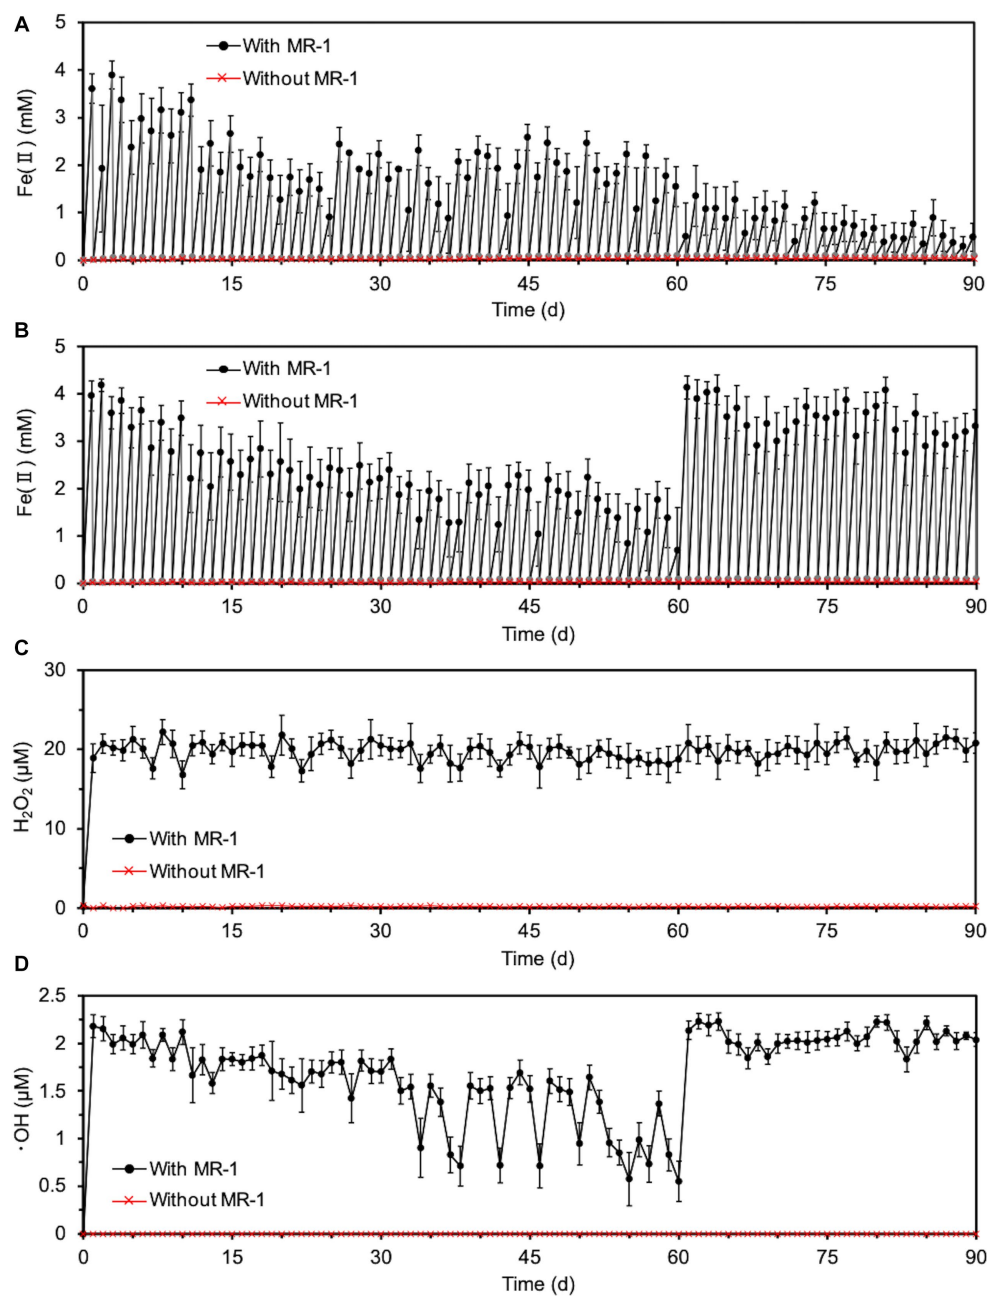 A
Fe(Ⅱ) (mM)
5
4
3
2
1
0
With MR-1
Without MR-1
0 15 30 45 60 75 90
Time (d)
B
Fe(Ⅱ) (mM)
5
4
3
2
1
0
With MR-1
Without MR-1
0 15 30 45 60 75 90
Time (d)
C
H₂O₂ (μM)
30
20
10
0
With MR-1
Without MR-1
0 15 30 45 60 75 90
Time (d)
D
·OH (μM)
2.5
2
1.5
1
0.5
0
With MR-1
Without MR-1
0 15 30 45 60 75 90
Time (d)